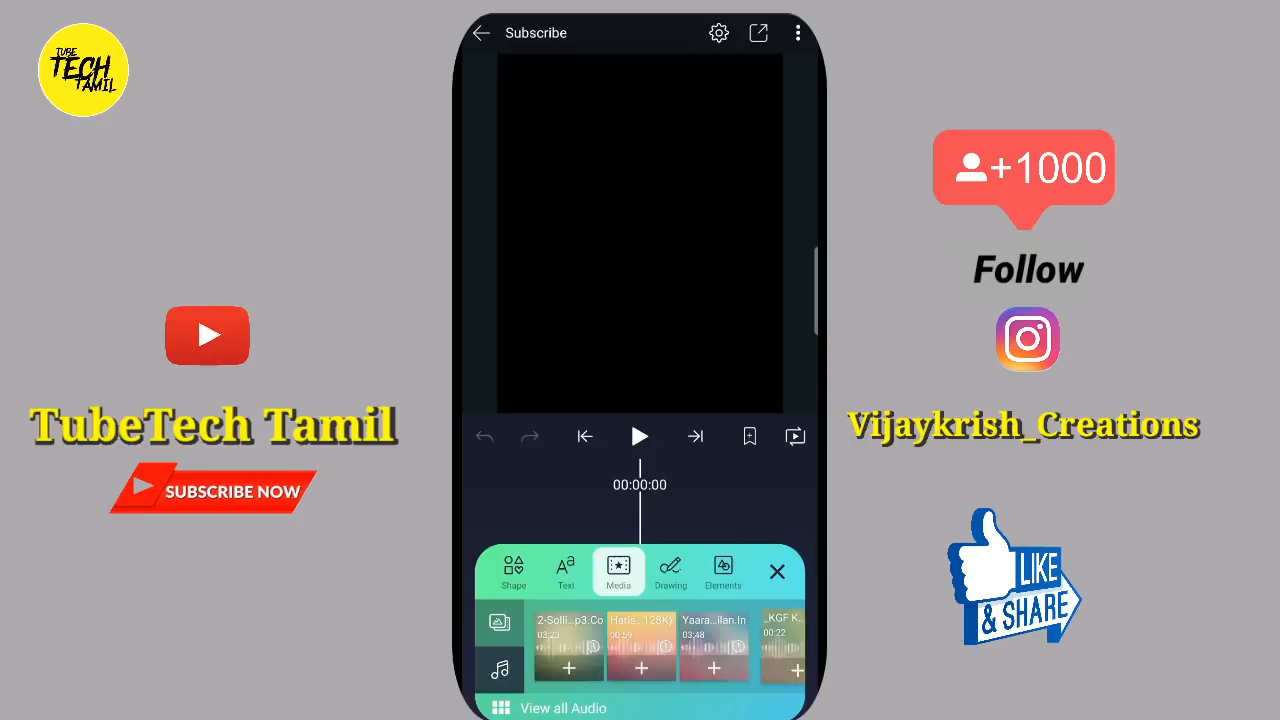 TUBE
TECH
TAMIL
Subscribe
+1000
Follow
TubeTech Tamil
SUBSCRIBE NOW
Vijaykrish_Creations
LIKE
& SHARE
00:00:00
Shape
Text
Media
Drawing
Elements
2-Solli...p3.Co
03:23
Haris.. 128K)
00:59
Yaara...ilan.In
03:48
_KGF K..
00:22
View all Audio